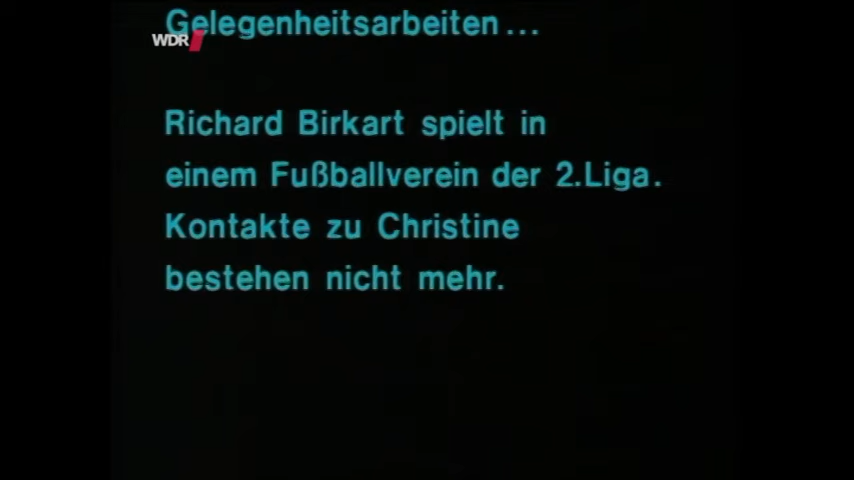 Gelegenheitsarbeiten...
WDR
Richard Birkart spielt in
einem Fußballverein der 2.Liga.
Kontakte zu Christine
bestehen nicht mehr.